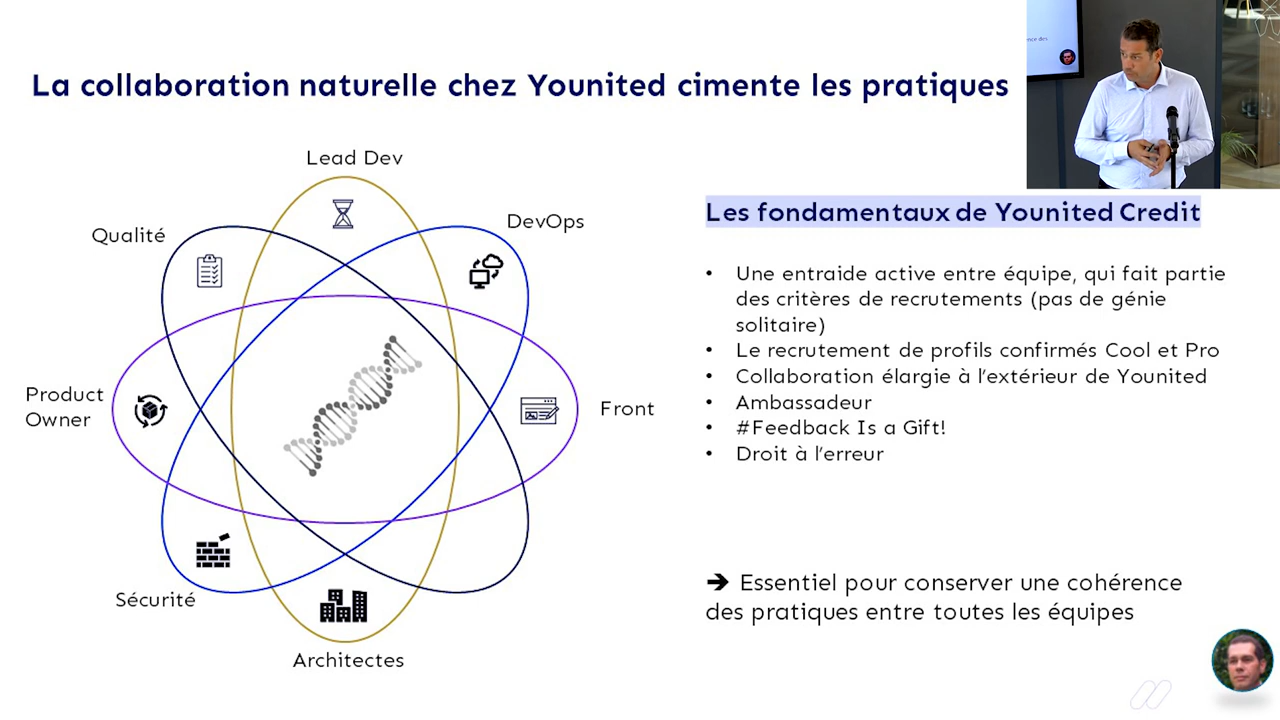 La collaboration naturelle chez Younited cimente les pratiques
Lead Dev
DevOps
Qualité
Product
Owner
Front
Sécurité
Architectes
Les fondamentaux de Younited Credit
• Une entraide active entre équipe, qui fait partie
des critères de recrutements (pas de génie
solitaire)
• Le recrutement de profils confirmés Cool et Pro
• Collaboration élargie à l’extérieur de Younited
• Ambassadeur
• #Feedback Is a Gift!
• Droit à l’erreur
➔ Essentiel pour conserver une cohérence
des pratiques entre toutes les équipes